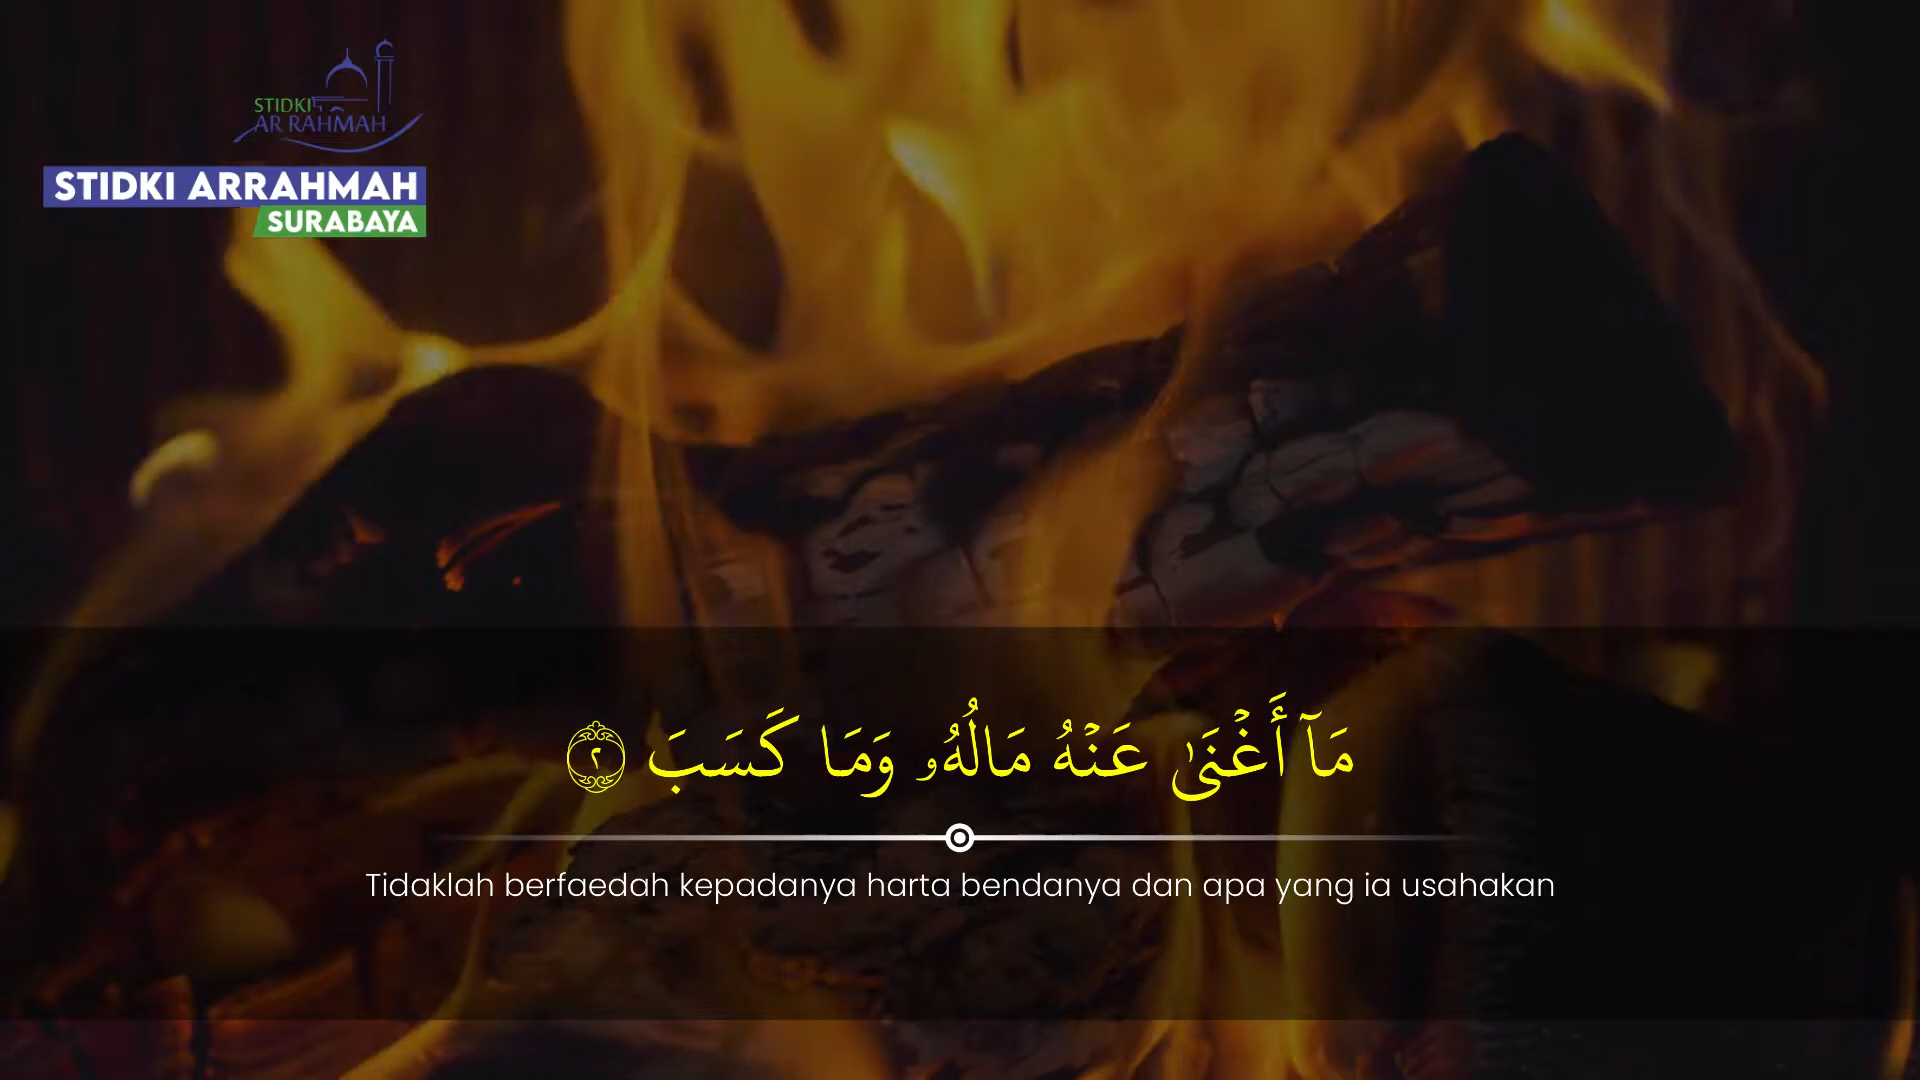 STIDKI
AR RAHMAH
STIDKI ARRAHMAH
SURABAYA
مَآ أَغْنَىٰ عَنْهُ مَالُهُۥ وَمَا كَسَبَ ٢
Tidaklah berfaedah kepadanya harta bendanya dan apa yang ia usahakan